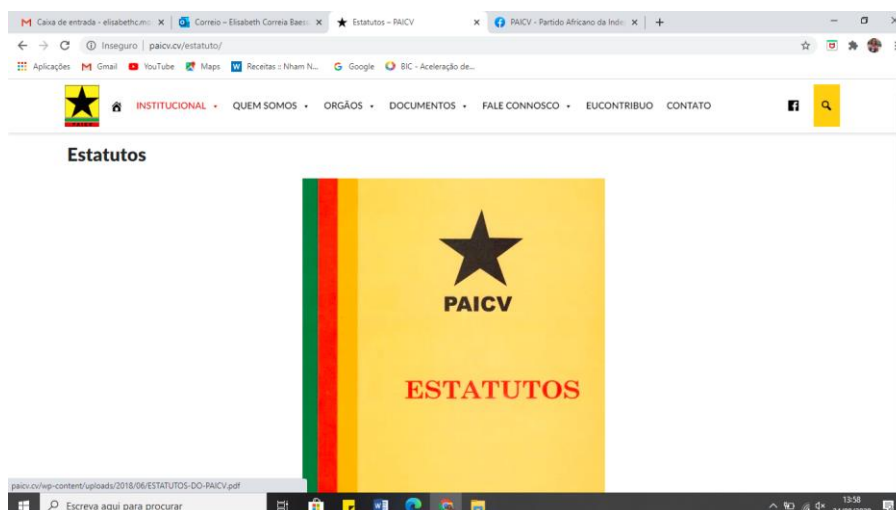 Caixa de entrada - elisabethc.mo
Correio – Elisabeth Correia Baess
Estatutos – PAICV
PAICV - Partido Africano da Inde
Inseguro | paicv.cv/estatuto/
Aplicações
Gmail
YouTube
Maps
Receitas :: Nham N...
Google
BIC - Aceleração de...
INSTITUCIONAL
QUEM SOMOS
ORGÃOS
DOCUMENTOS
FALE CONNOSCO
EUCONTRIBUO
CONTATO
Estatutos
PAICV
ESTATUTOS
paicv.cv/wp-content/uploads/2018/06/ESTATUTOS-DO-PAICV.pdf
Escreva aqui para procurar
13:58